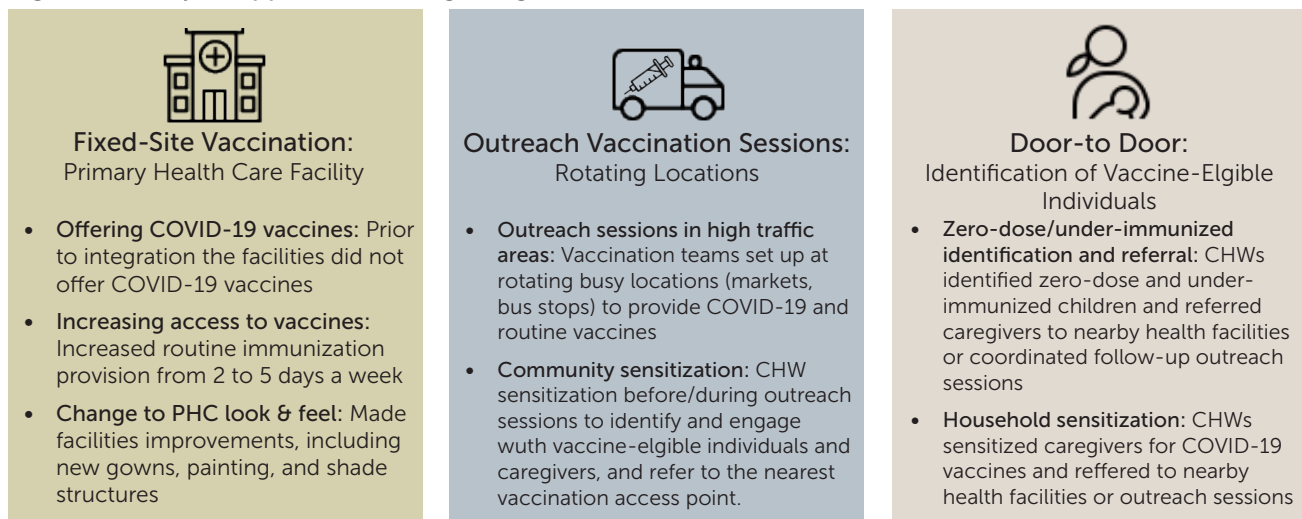 Fixed-Site Vaccination:
Primary Health Care Facility
• Offering COVID-19 vaccines: Prior
to integration the facilities did not
offer COVID-19 vaccines
• Increasing access to vaccines:
Increased routine immunization
provision from 2 to 5 days a week
• Change to PHC look & feel: Made
facilities improvements, including
new gowns, painting, and shade
structures
Outreach Vaccination Sessions:
Rotating Locations
• Outreach sessions in high traffic
areas: Vaccination teams set up at
rotating busy locations (markets,
bus stops) to provide COVID-19 and
routine vaccines
• Community sensitization: CHW
sensitization before/during outreach
sessions to identify and engage
wuth vaccine-elgible individuals and
caregivers, and refer to the nearest
vaccination access point.
Door-to Door:
Identification of Vaccine-Elgible
Individuals
• Zero-dose/under-immunized
identification and referral: CHWs
identified zero-dose and under-
immunized children and referred
caregivers to nearby health facilities
or coordinated follow-up outreach
sessions
• Household sensitization: CHWs
sensitized caregivers for COVID-19
vaccines and reffered to nearby
health facilities or outreach sessions